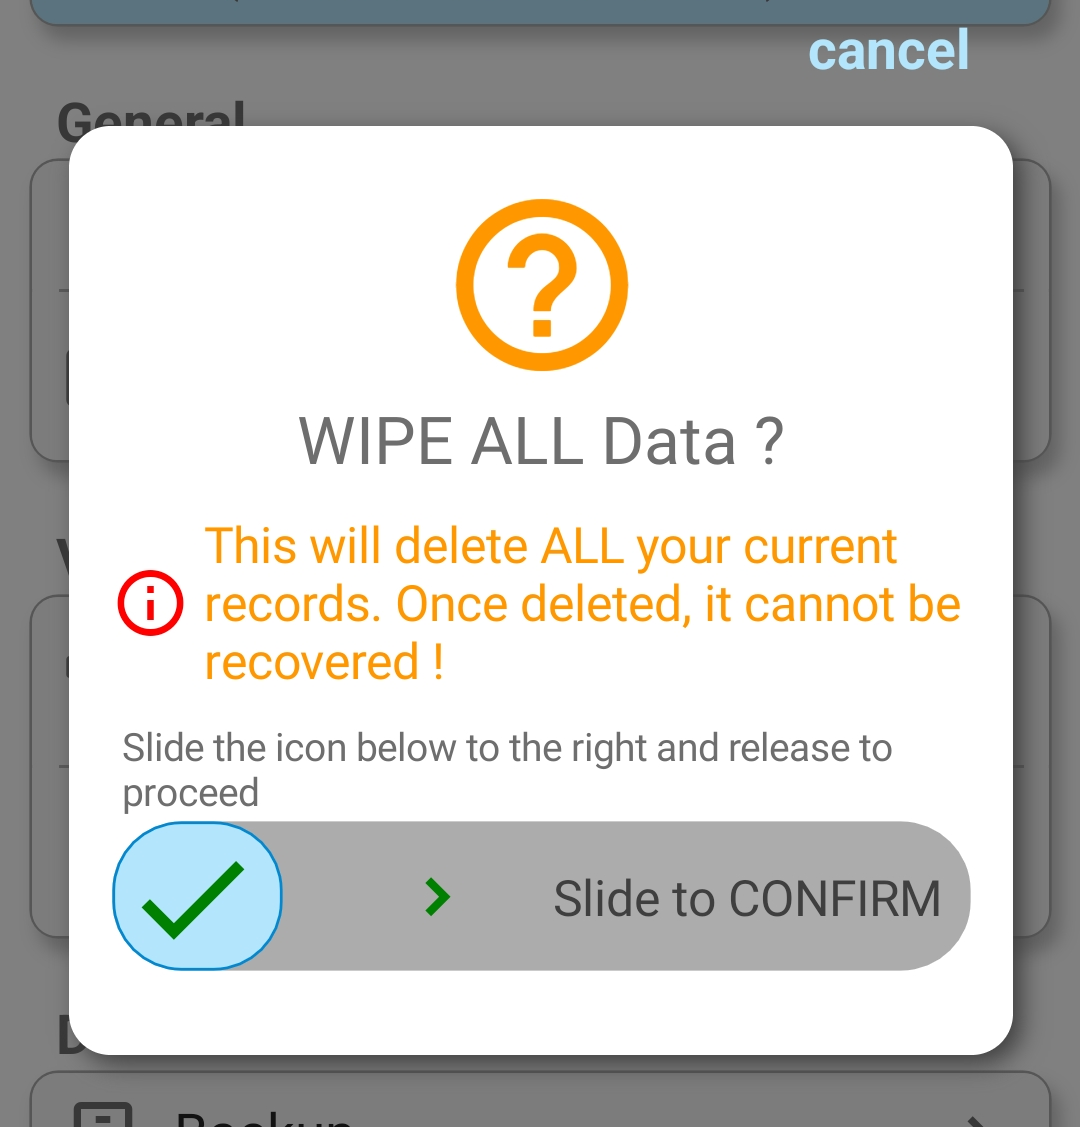 cancel
General
WIPE ALL Data ?
This will delete ALL your current
records. Once deleted, it cannot be
recovered !
Slide the icon below to the right and release to
proceed
Slide to CONFIRM
Backup